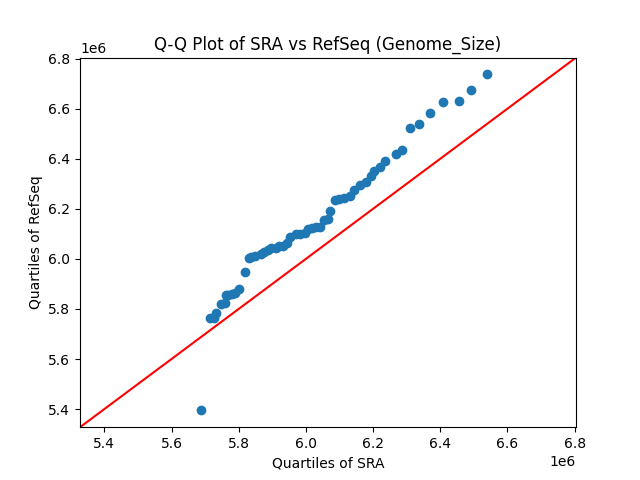 Q-Q Plot of SRA vs RefSeq (Genome_Size)
1e6
6.8
6.6
6.4
6.2
6.0
5.8
5.6
5.4
Quartiles of RefSeq
5.4 5.6 5.8 6.0 6.2 6.4 6.6 6.8
Quartiles of SRA
1e6